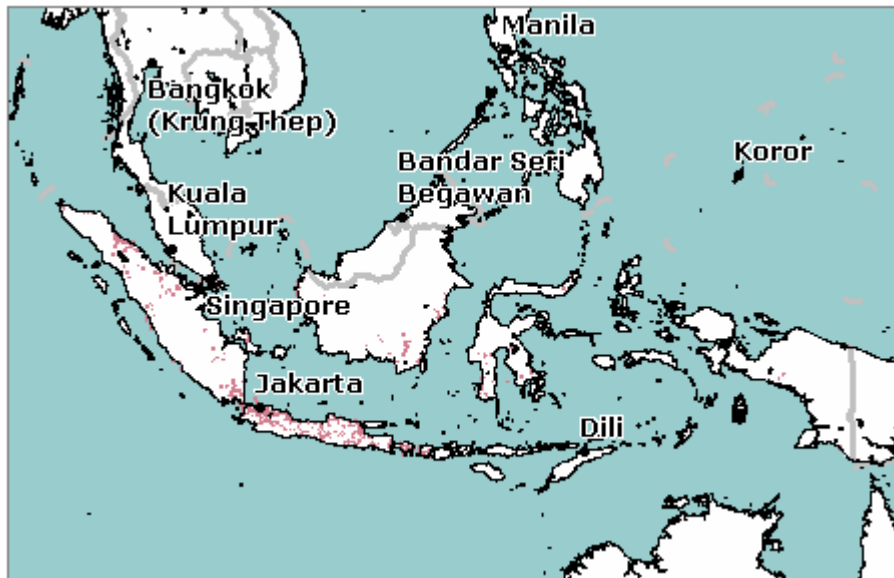 Manila
Bangkok
(Krung Thep)
Bandar Seri
Begawan
Koror
Kuala
Lumpur
Singapore
Jakarta
Dili